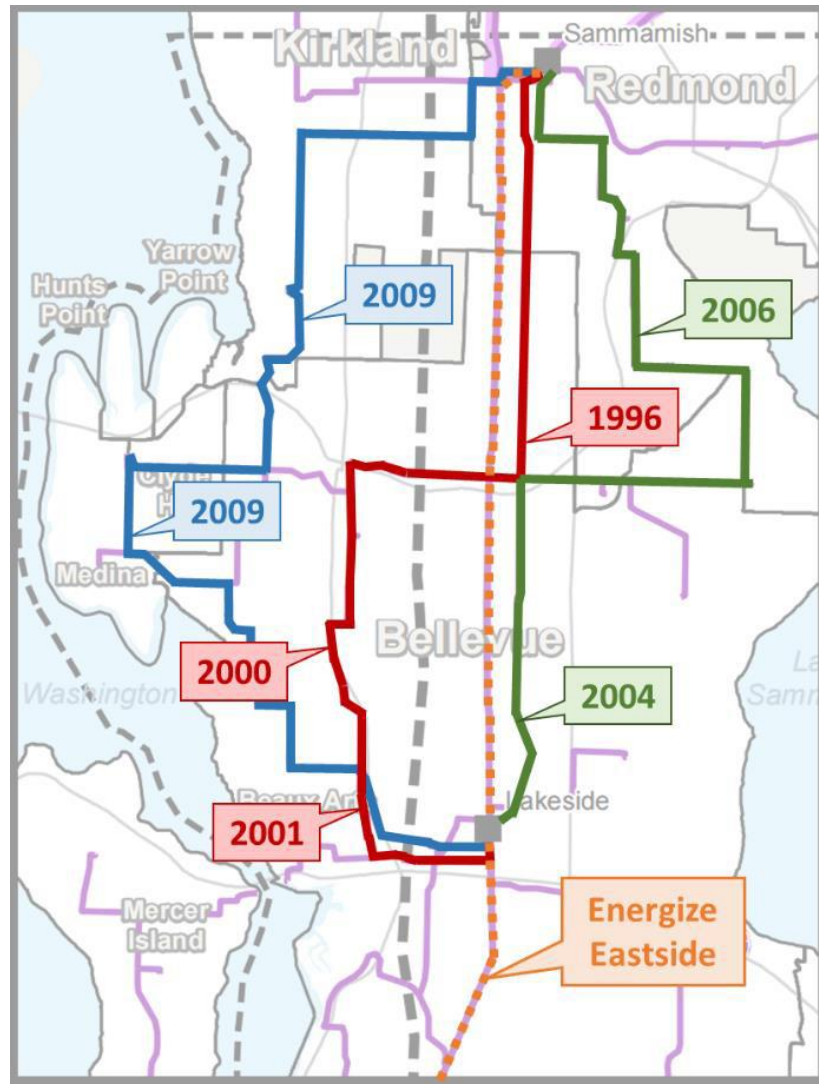 Kirkland
Sammamish
Redmond
Yarrow
Point
Hunts
Point
2009
2006
1996
2009
Medina
Bellevue
2000
2004
Washington
Lakeside
2001
Mercer
Island
Energize
Eastside